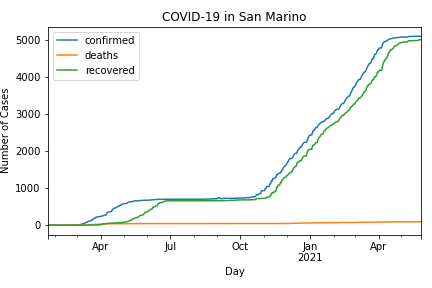 COVID-19 in San Marino
confirmed
deaths
recovered
Number of Cases
5000
4000
3000
2000
1000
0
Apr
Jul
Oct
Jan
2021
Apr
Day